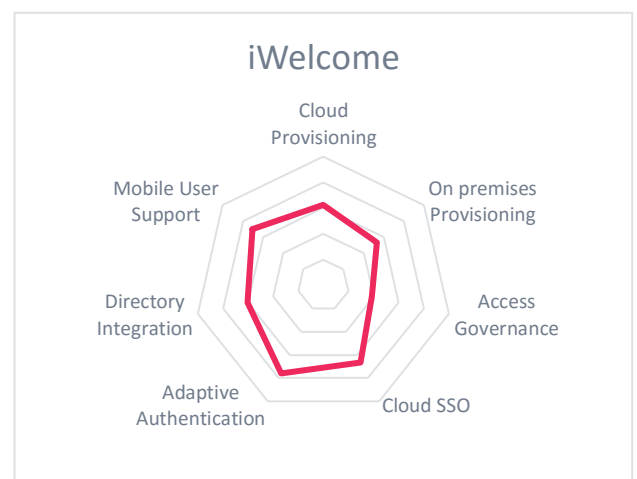 iWelcome
Cloud
Provisioning
Mobile User
Support
On premises
Provisioning
Directory
Integration
Access
Governance
Adaptive
Authentication
Cloud SSO